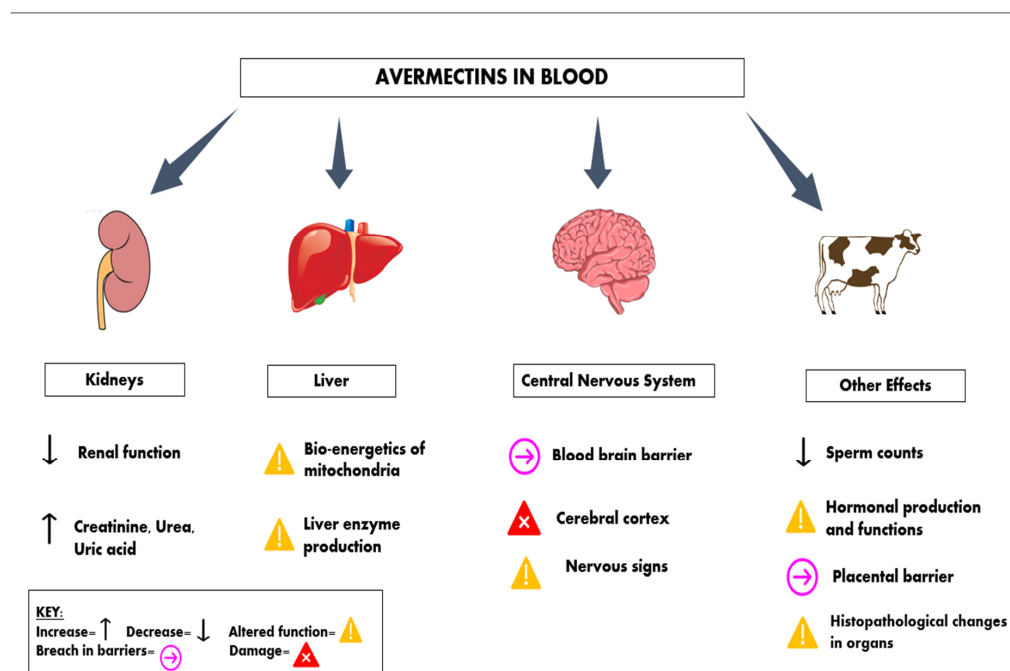 AVERMECTINS IN BLOOD
Kidneys
Liver
Central Nervous System
Other Effects
Renal function
Creatinine, Urea,
Uric acid
Bio-energetics of
mitochondria
Liver enzyme
production
Blood brain barrier
Cerebral cortex
Nervous signs
Sperm counts
Hormonal production
and functions
Placental barrier
Histopathological changes
in organs
KEY:
Increase= ↑ Decrease= ↓ Altered function=
Breach in barriers= Damage=